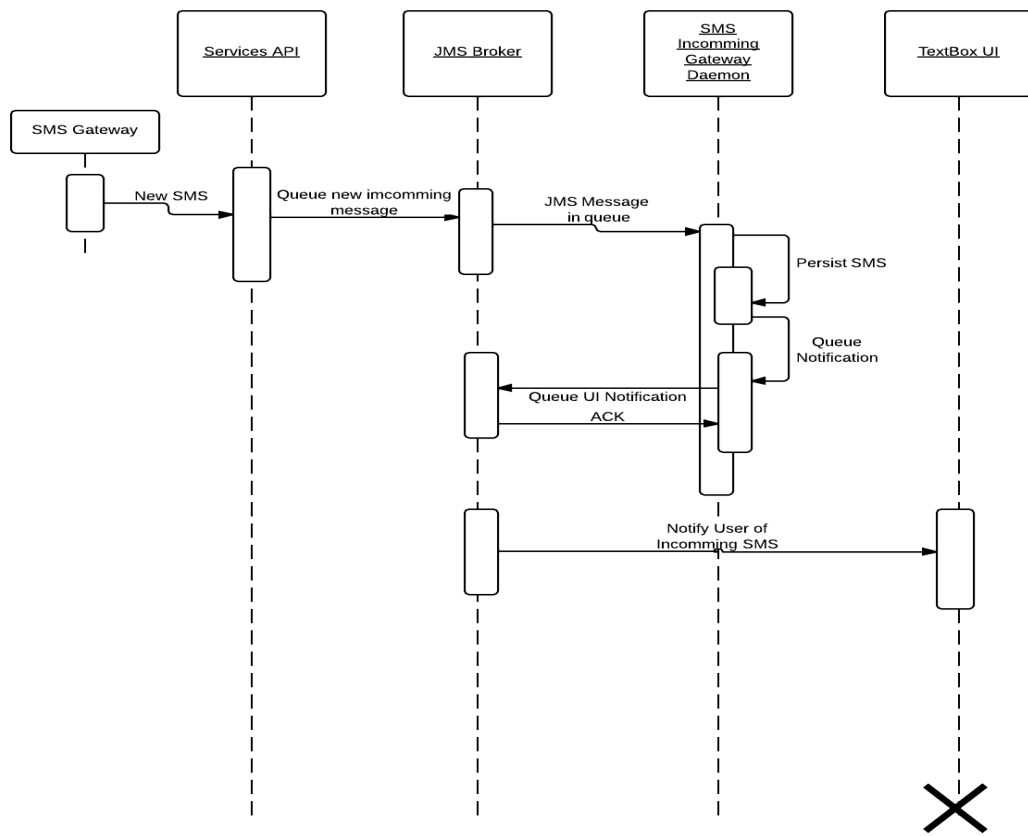 Services API
JMS Broker
SMS
Incomming
Gateway
Daemon
TextBox UI
SMS Gateway
New SMS
Queue new imcomming
message
JMS Message
in queue
Persist SMS
Queue
Notification
Queue UI Notification
ACK
Notify User of
Incomming SMS